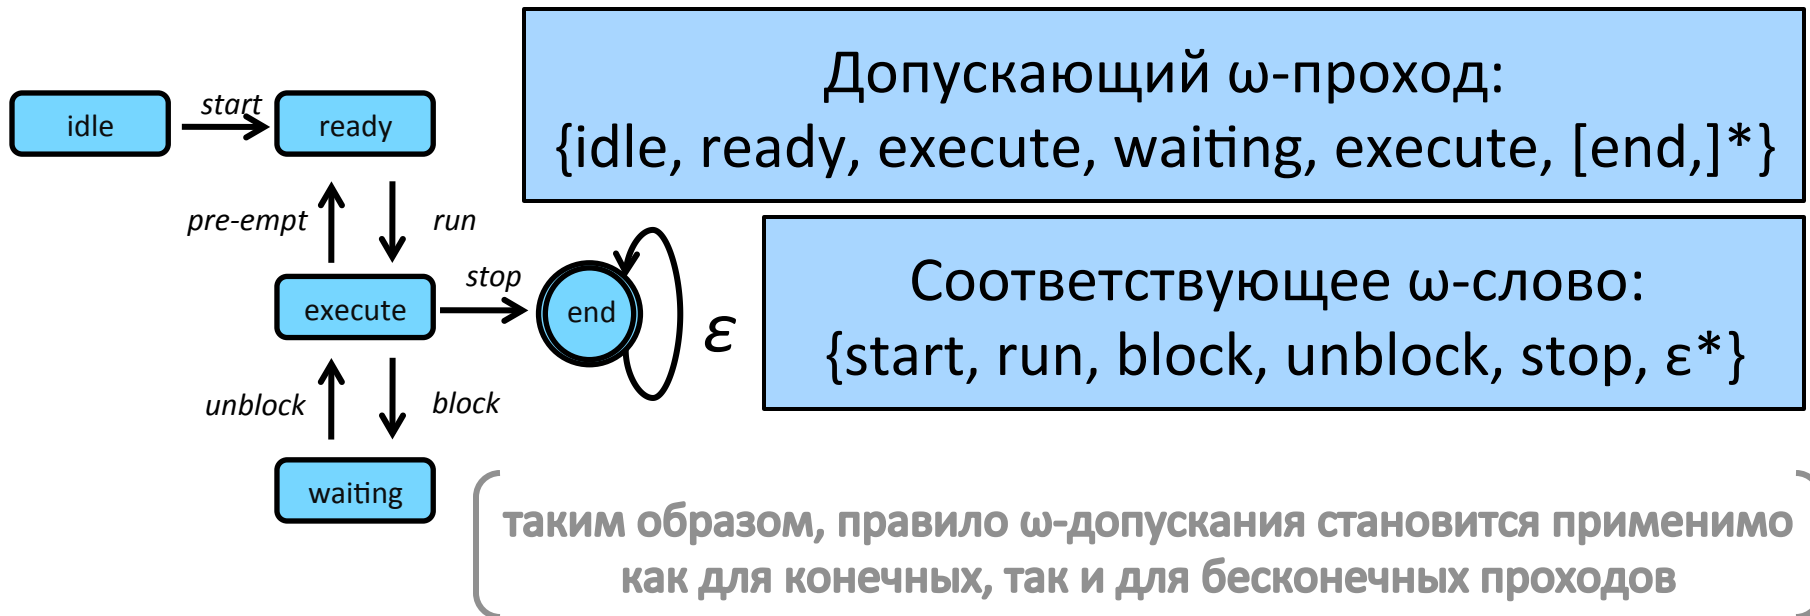 Допускающий ω-проход:
{idle, ready, execute, waiting, execute, [end,]*}
start
idle
ready
pre-empt
run
Соответствующее ω-слово:
{start, run, block, unblock, stop, ε*}
stop
execute
end
ε
unblock
block
waiting
таким образом, правило ω-допускания становится применимо
как для конечных, так и для бесконечных проходов